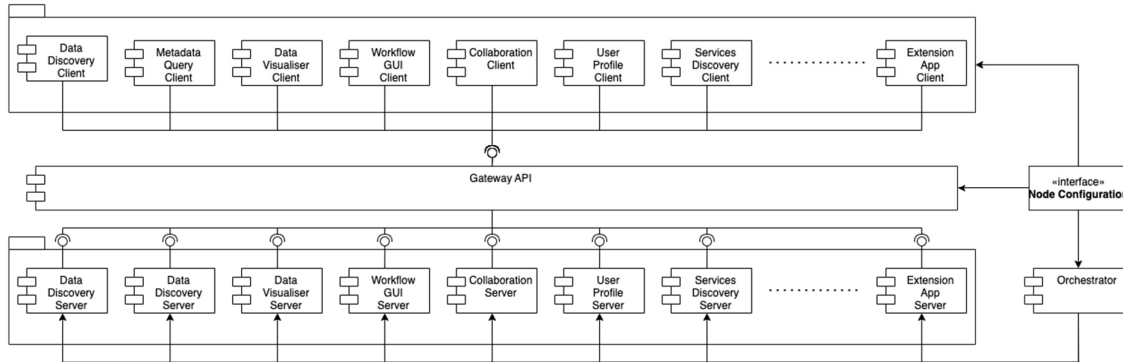 Data
Discovery
Client
Metadata
Query
Client
Data
Visualiser
Client
Workflow
GUI
Client
Collaboration
Client
User
Profile
Client
Services
Discovery
Client
Extension
App
Client
Gateway API
«interface»
Node Configuration
Data
Discovery
Server
Data
Discovery
Server
Data
Visualiser
Server
Workflow
GUI
Server
Collaboration
Server
User
Profile
Server
Services
Discovery
Server
Extension
App
Server
Orchestrator